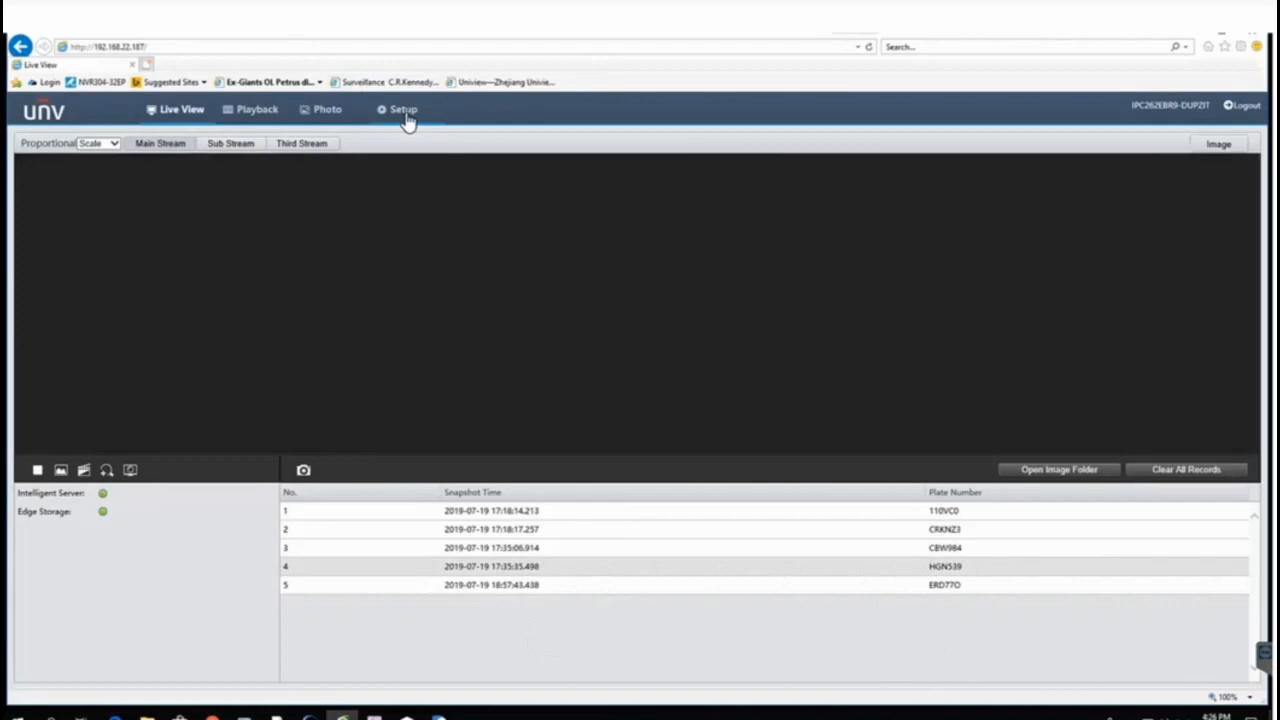 http://192.168.22.187/ Search...
Live View
Login NVR304-32EP Suggested Sites Ex-Giants OL Petrus di... Surveillance C.R.Kennedy... Uniview—Zhejiang Univie...
unv Live View Playback Photo Setup IPC262EBR9-DUPZIT Logout
Proportional Scale Main Stream Sub Stream Third Stream Image
Open Image Folder Clear All Records
Intelligent Server:
Edge Storage:
No. Snapshot Time Plate Number
1 2019-07-19 17:18:14.213 110VC0
2 2019-07-19 17:18:17.257 CRKNZ3
3 2019-07-19 17:35:06.914 CBW984
4 2019-07-19 17:35:35.498 HGN539
5 2019-07-19 18:57:43.438 ERD77O
100%
4:26 PM